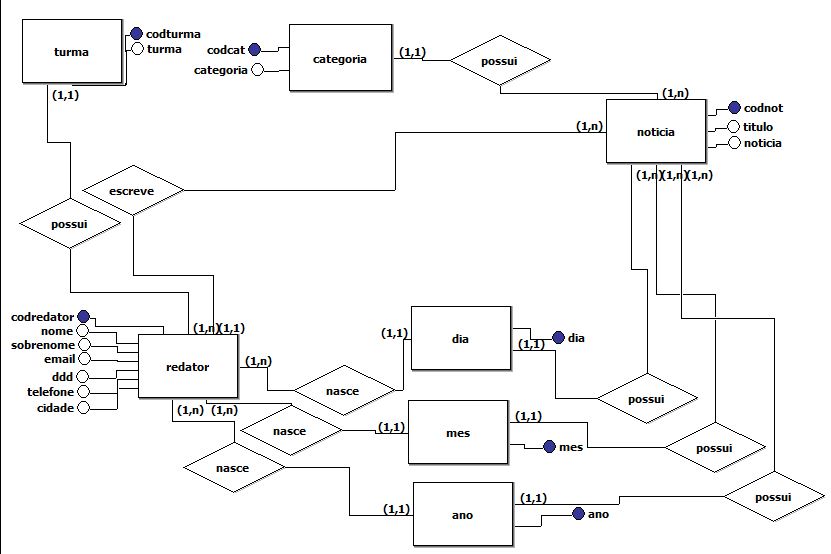 turma
codturma
turma
(1,1)
codcat
categoria
categoria
(1,1)
possui
(1,n)
noticia
codnot
titulo
noticia
(1,n)
(1,n)(1,n)(1,n)
escreve
possui
codredator
nome
sobrenome
email
ddd
telefone
cidade
(1,n)(1,1)
redator
(1,n)
(1,n) (1,n)
nasce
(1,1)
dia
dia
(1,1)
possui
nasce
(1,1)
mes
(1,1)
mes
possui
nasce
(1,1)
ano
(1,1)
ano
possui